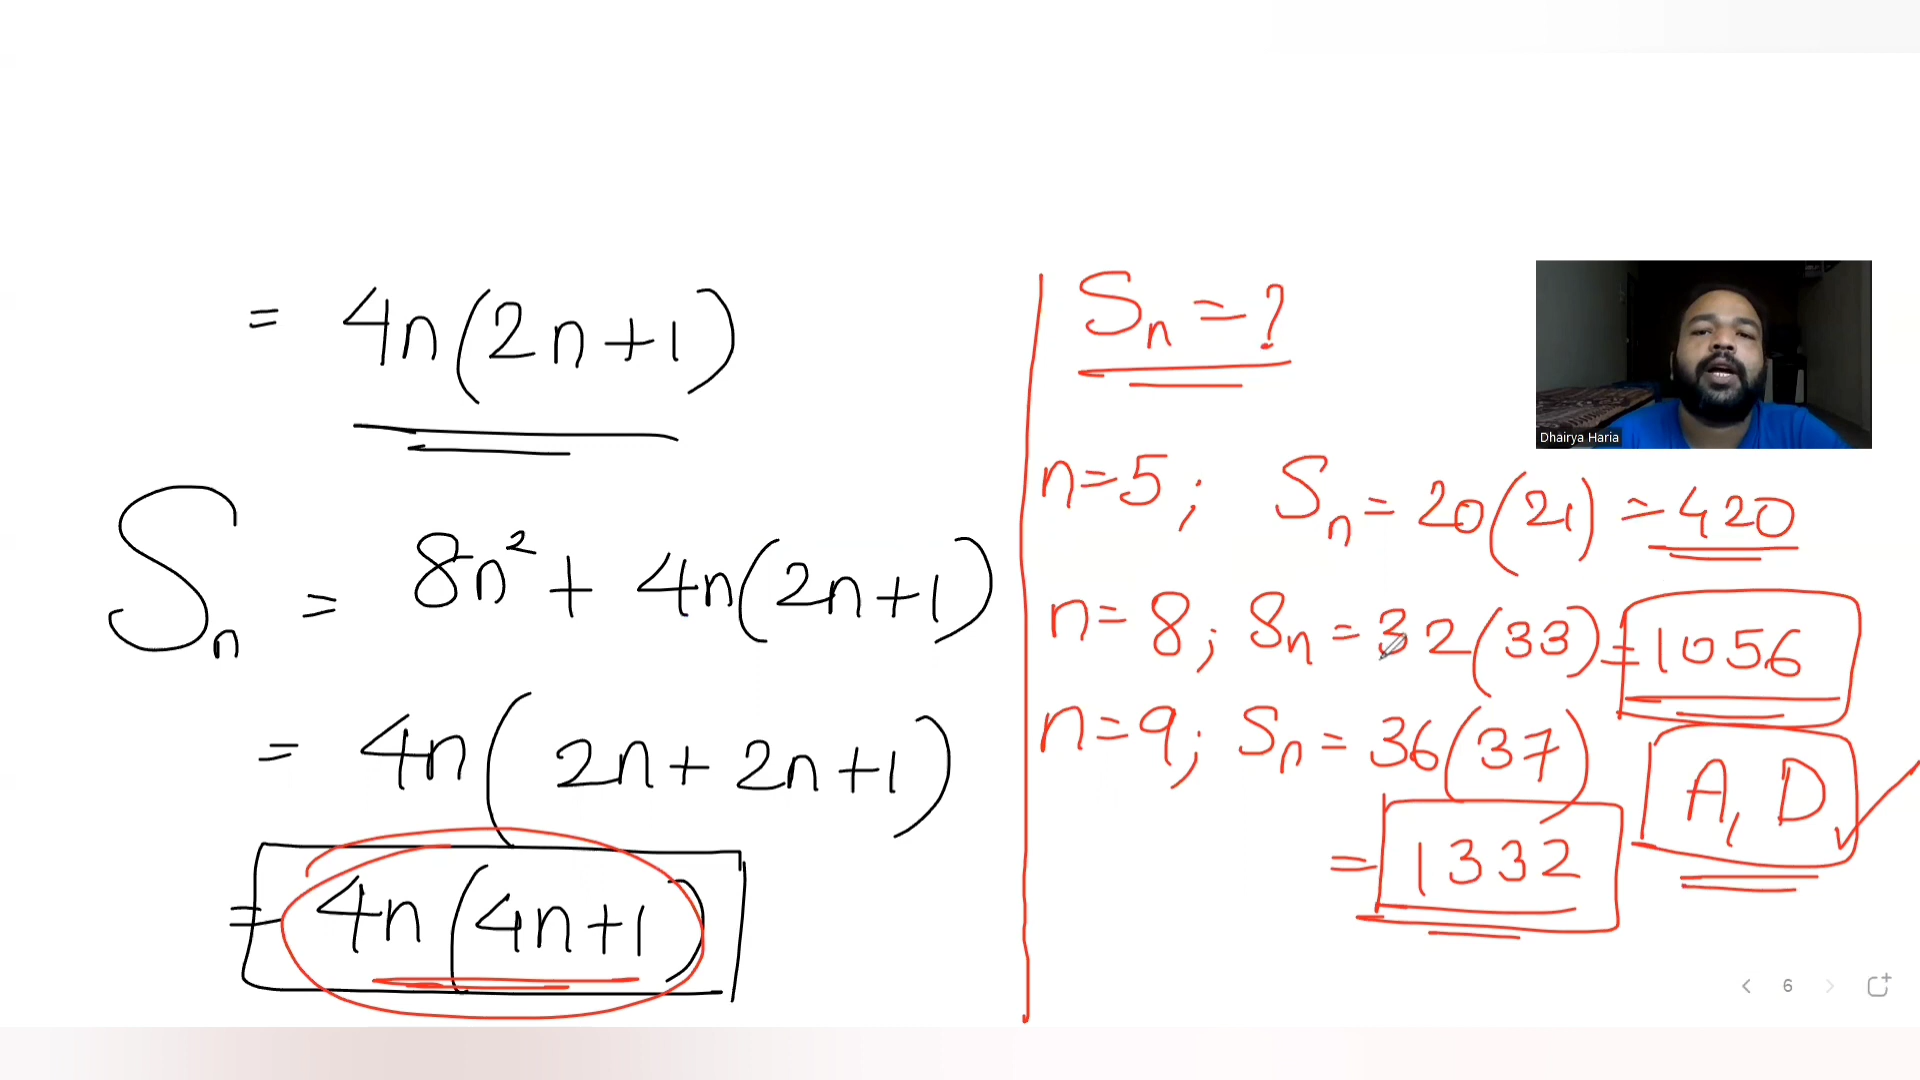 = 4n(2n+1)
Sₙ = 8n² + 4n(2n+1)
= 4n(2n+2n+1)
= 4n(4n+1)
Sₙ = ?
Dhairya Haria
n=5; Sₙ = 20(21) = 420
n=8; Sₙ = 32(33) = 1056
n=9; Sₙ = 36(37)
= 1332
A, D
6